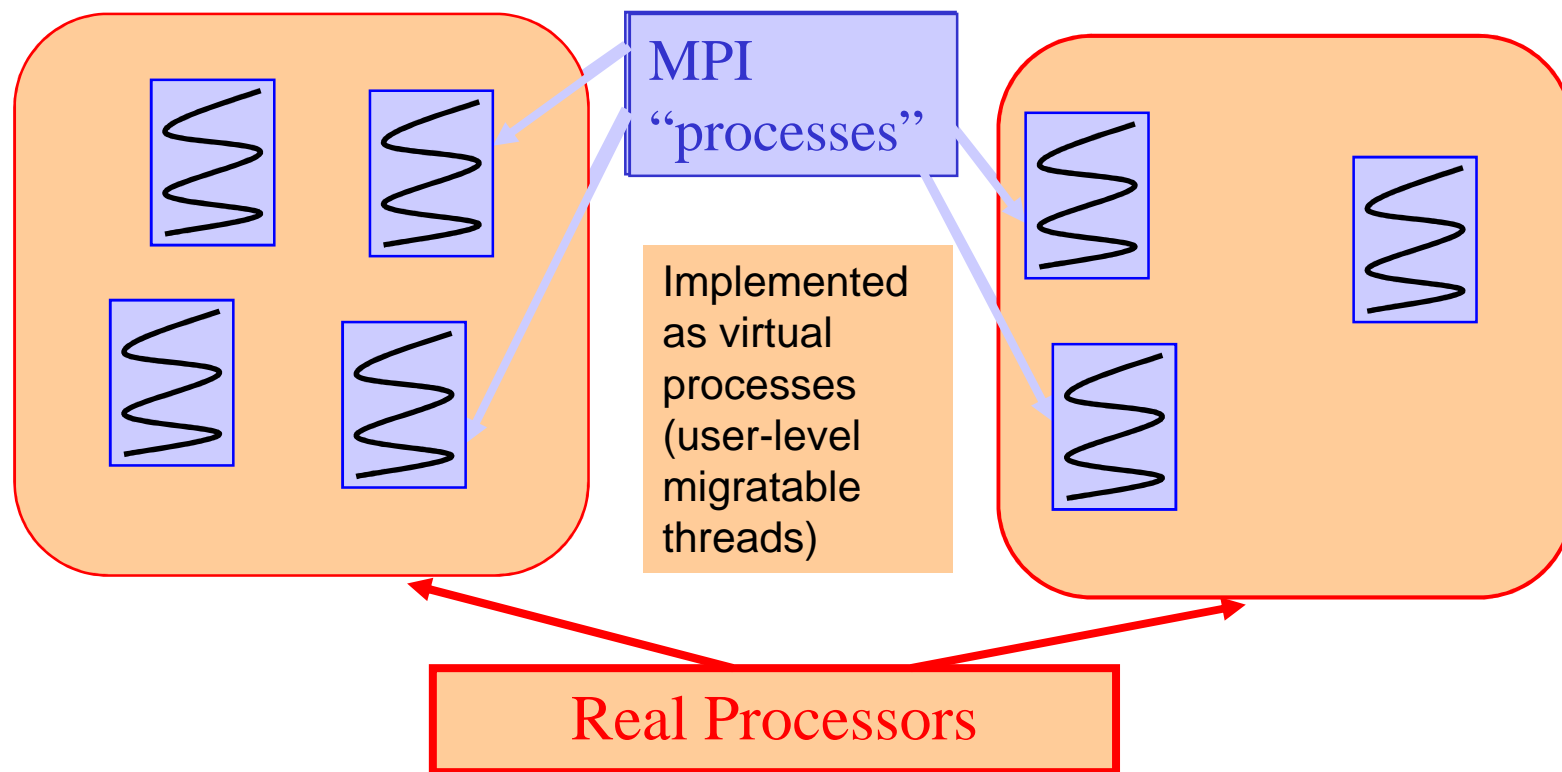 MPI
“processes”
Implemented
as virtual
processes
(user-level
migratable
threads)
Real Processors